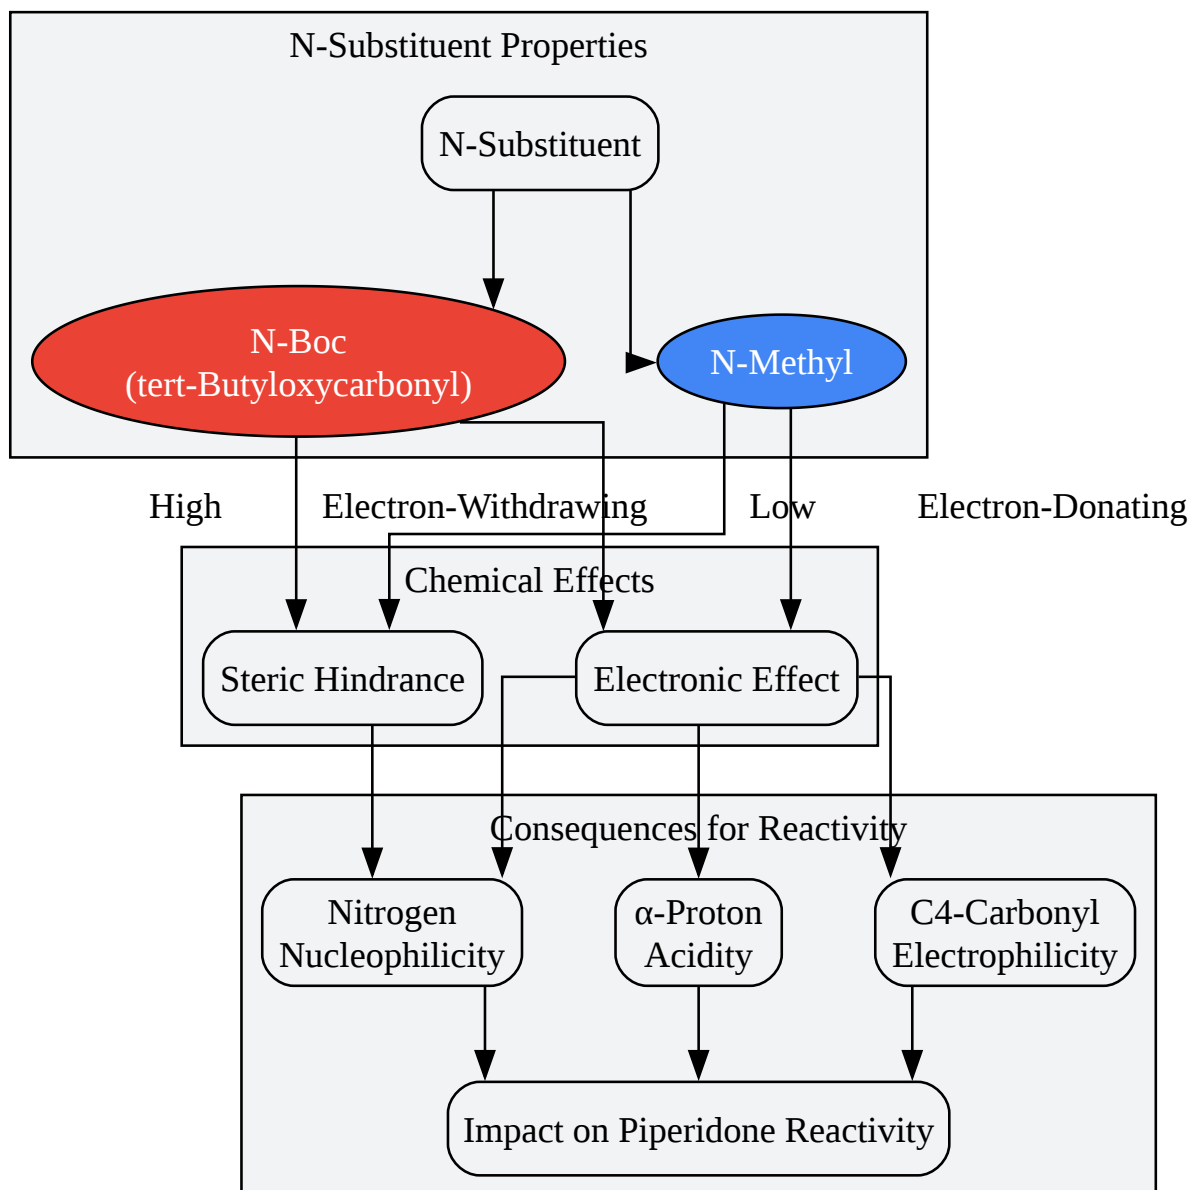 N-Substituent Properties
N-Substituent
N-Boc
(tert-Butyloxycarbonyl)
N-Methyl
High
Electron-Withdrawing
Low
Electron-Donating
Chemical Effects
Steric Hindrance
Electronic Effect
Consequences for Reactivity
Nitrogen
Nucleophilicity
α-Proton
Acidity
C4-Carbonyl
Electrophilicity
Impact on Piperidone Reactivity